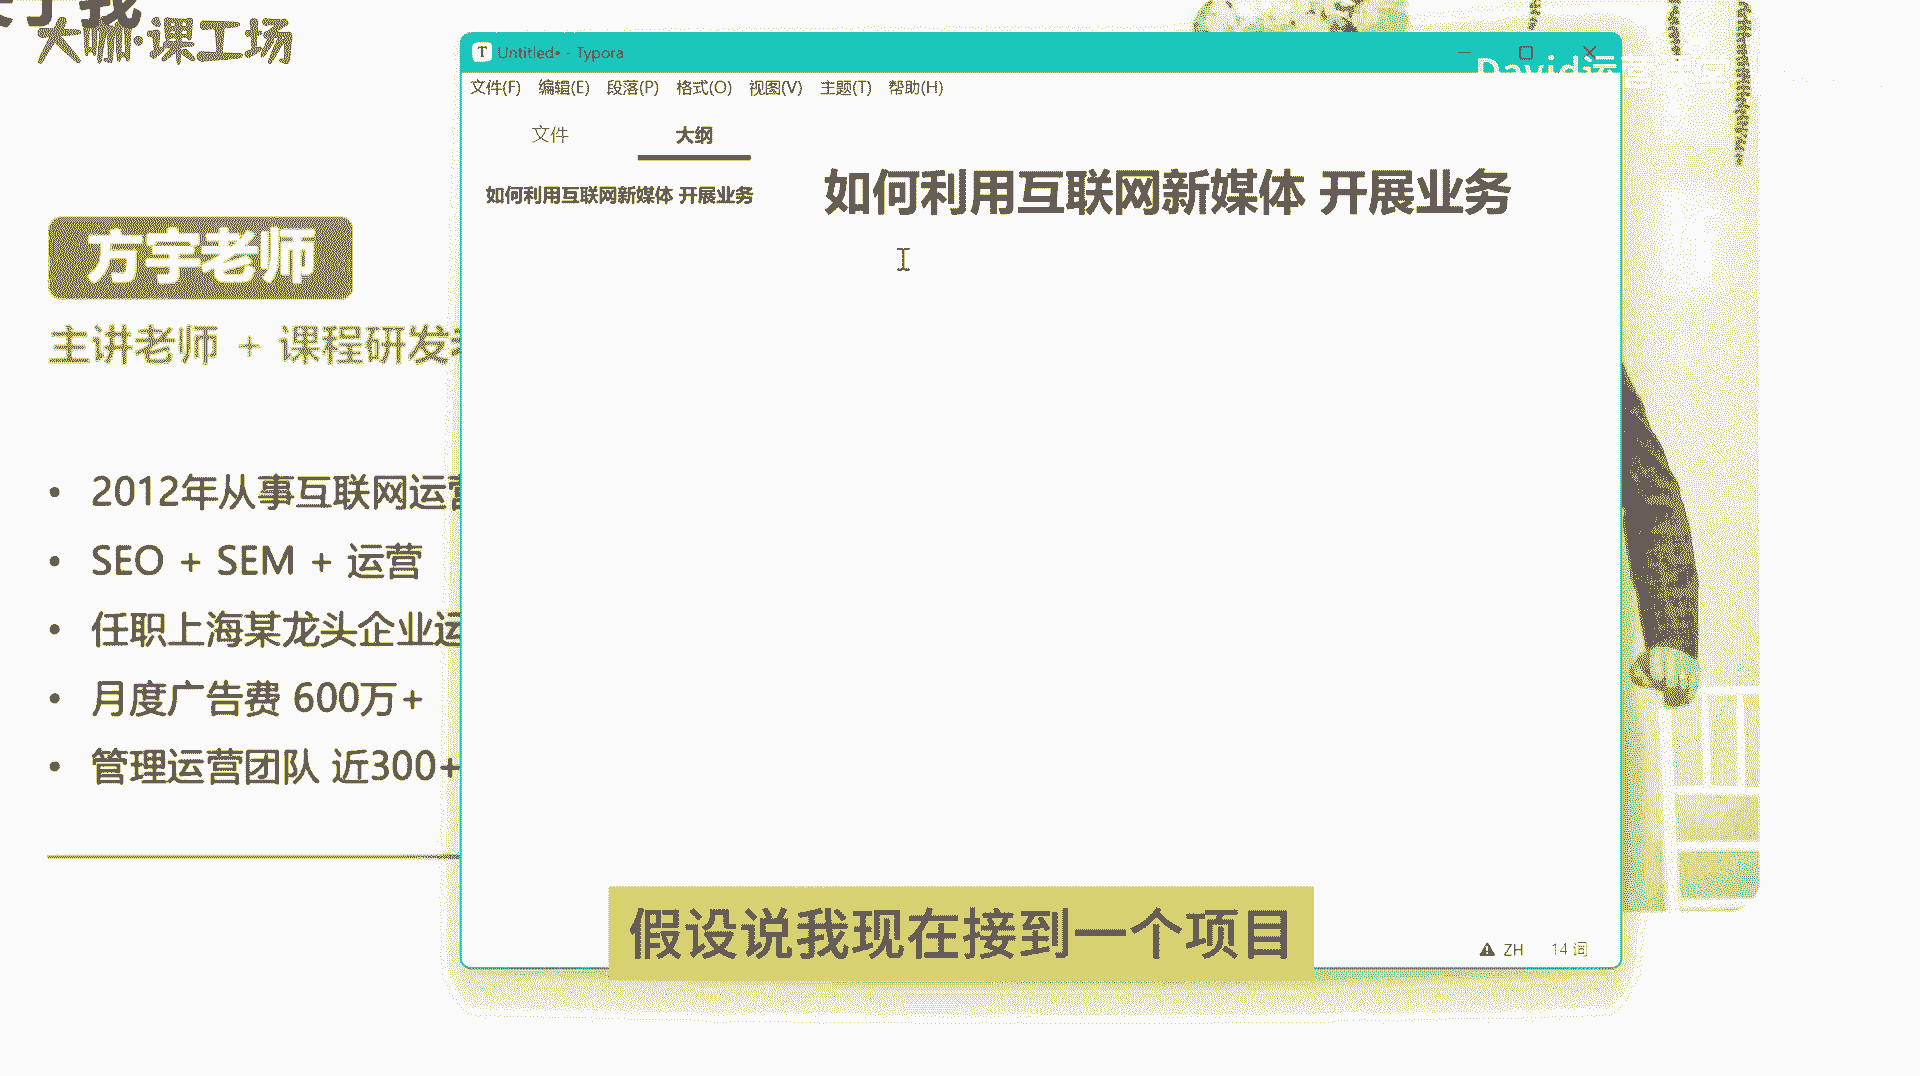 大咖·课工场
Untitled• - Typora
David运营
文件(F) 编辑(E) 段落(P) 格式(O) 视图(V) 主题(T) 帮助(H)
文件 大纲
如何利用互联网新媒体 开展业务
如何利用互联网新媒体 开展业务
方宇老师
主讲老师 + 课程研发
2012年从事互联网运营
SEO + SEM + 运营
任职上海某龙头企业运
月度广告费 600万+
管理运营团队 近300+
假设说我现在接到一个项目
ZH 14 词